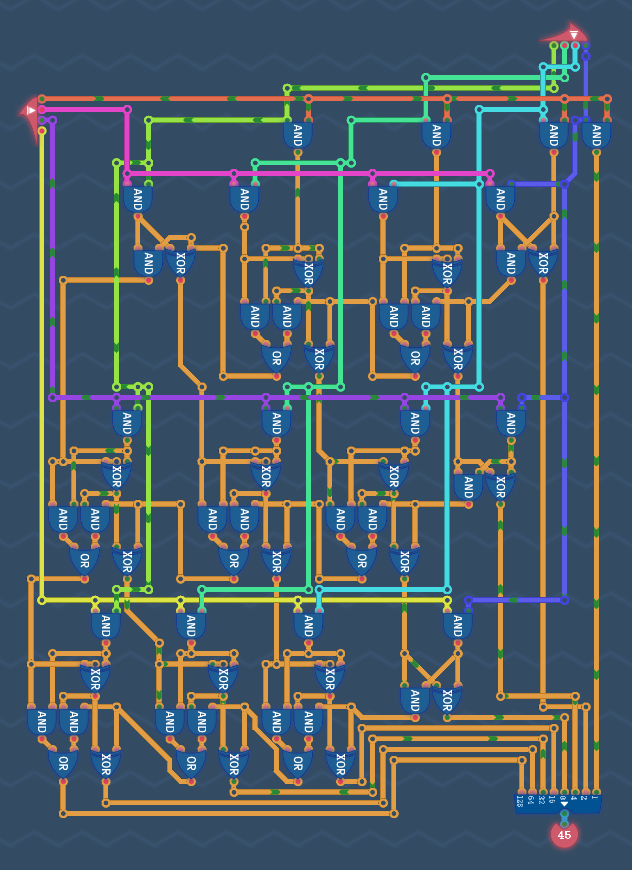 AND AND AND AND
AND AND AND AND
AND XOR AND XOR
XOR XOR
AND AND AND AND
OR XOR OR XOR
AND AND AND AND
XOR XOR XOR
AND XOR
AND AND AND AND AND AND
OR XOR OR XOR OR XOR
AND AND AND AND
XOR XOR XOR
AND XOR
AND AND AND AND AND AND
OR XOR OR XOR OR XOR
128 64 32 16 8 4 2 1
45